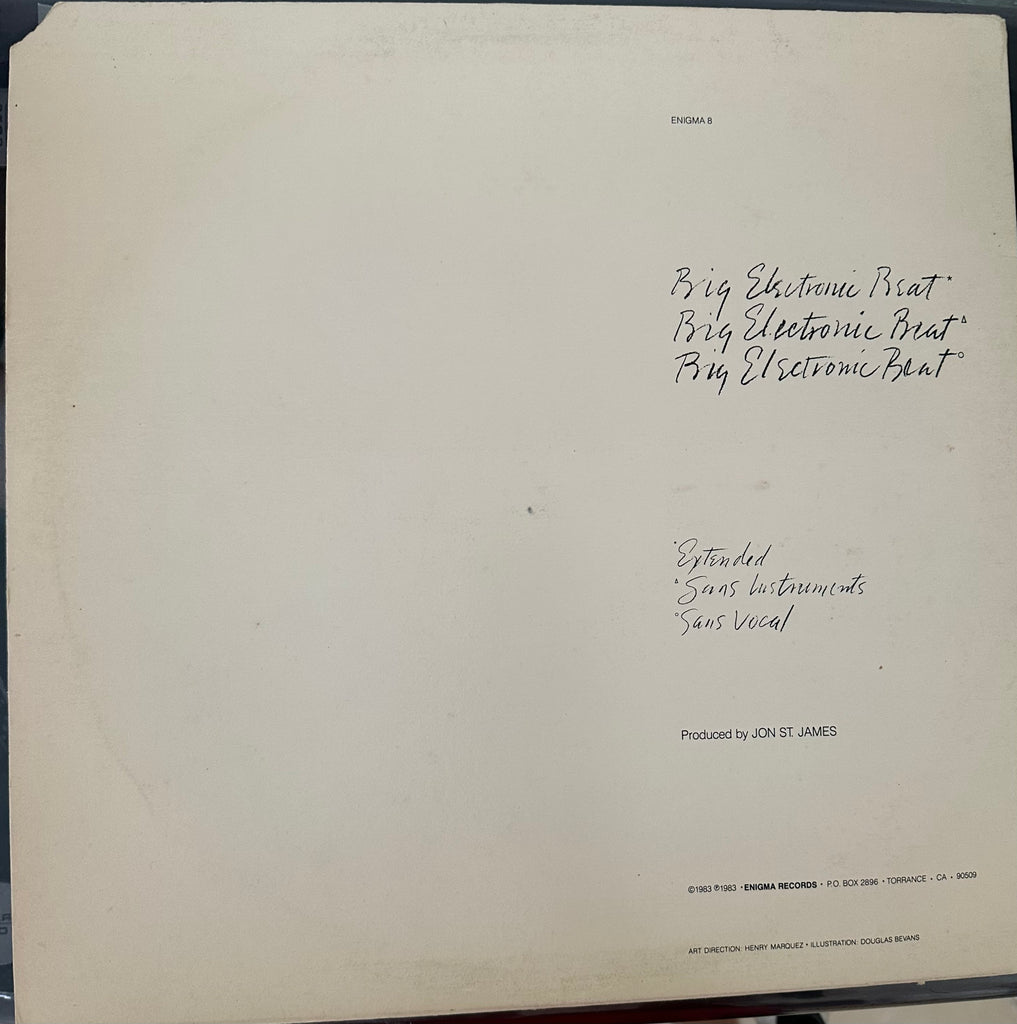 ENIGMA 8
Big Electronic Beat*
Big Electronic Beat△
Big Electronic Beat○
*Extended
△Sans Instruments
○Sans Vocal
Produced by JON ST. JAMES
©1983 ℗1983 • ENIGMA RECORDS • P.O. BOX 2896 • TORRANCE • CA • 90509
ART DIRECTION: HENRY MARQUEZ • ILLUSTRATION: DOUGLAS BEVANS